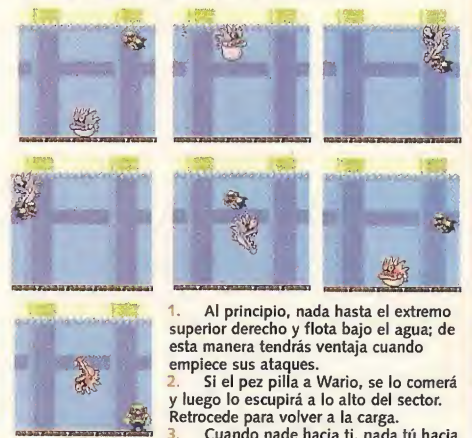 1. Al principio, nada hasta el extremo
superior derecho y flota bajo el agua; de
esta manera tendrás ventaja cuando
empiece sus ataques.
2. Si el pez pilla a Wario, se lo comerá
y luego lo escupirá a lo alto del sector.
Retrocede para volver a la carga.
3. Cuando nade hacia ti, nada tú hacia